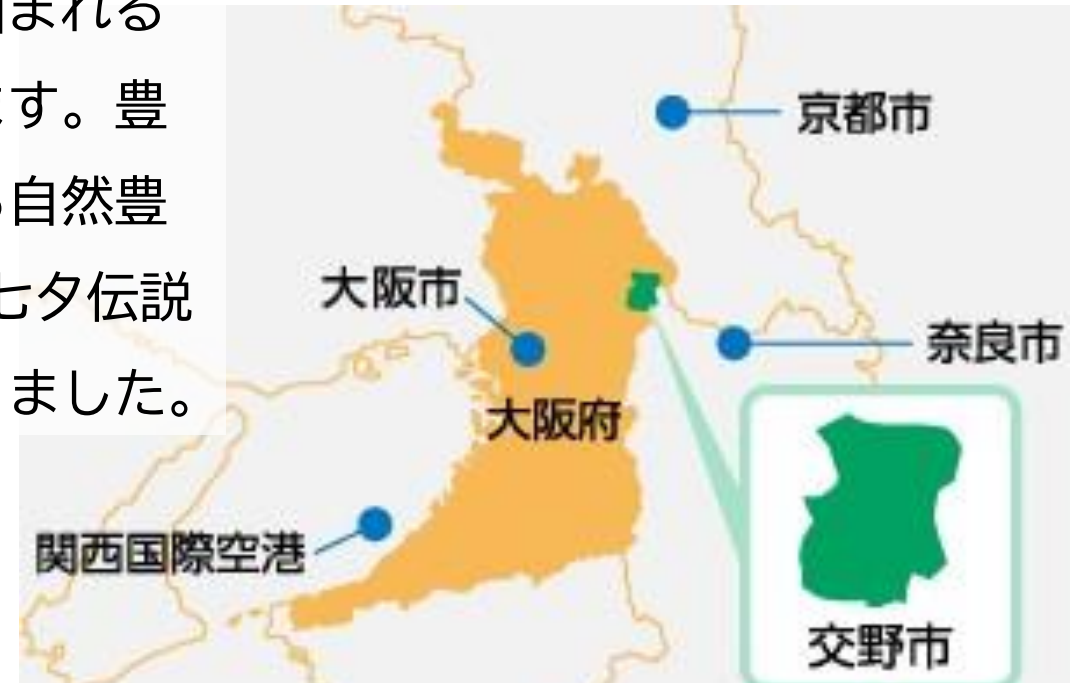 まれる
す。豊
自然豊
七夕伝説
ました。
京都市
大阪市
奈良市
大阪府
関西国際空港
交野市